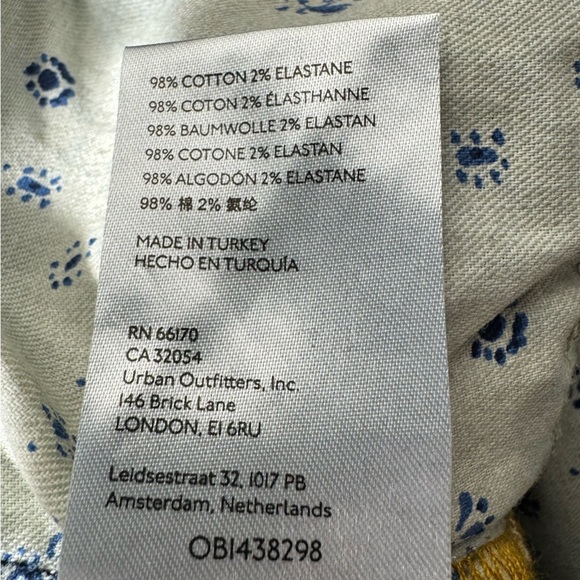 98% COTTON 2% ELASTANE
98% COTON 2% ÉLASTHANNE
98% BAUMWOLLE 2% ELASTAN
98% COTONE 2% ELASTAN
98% ALGODÓN 2% ELASTANE
98% 棉 2% 氨纶
MADE IN TURKEY
HECHO EN TURQUÍA
RN 66170
CA 32054
Urban Outfitters, Inc.
146 Brick Lane
LONDON, E1 6RU
Leidsestraat 32, 1017 PB
Amsterdam, Netherlands
OB1438298